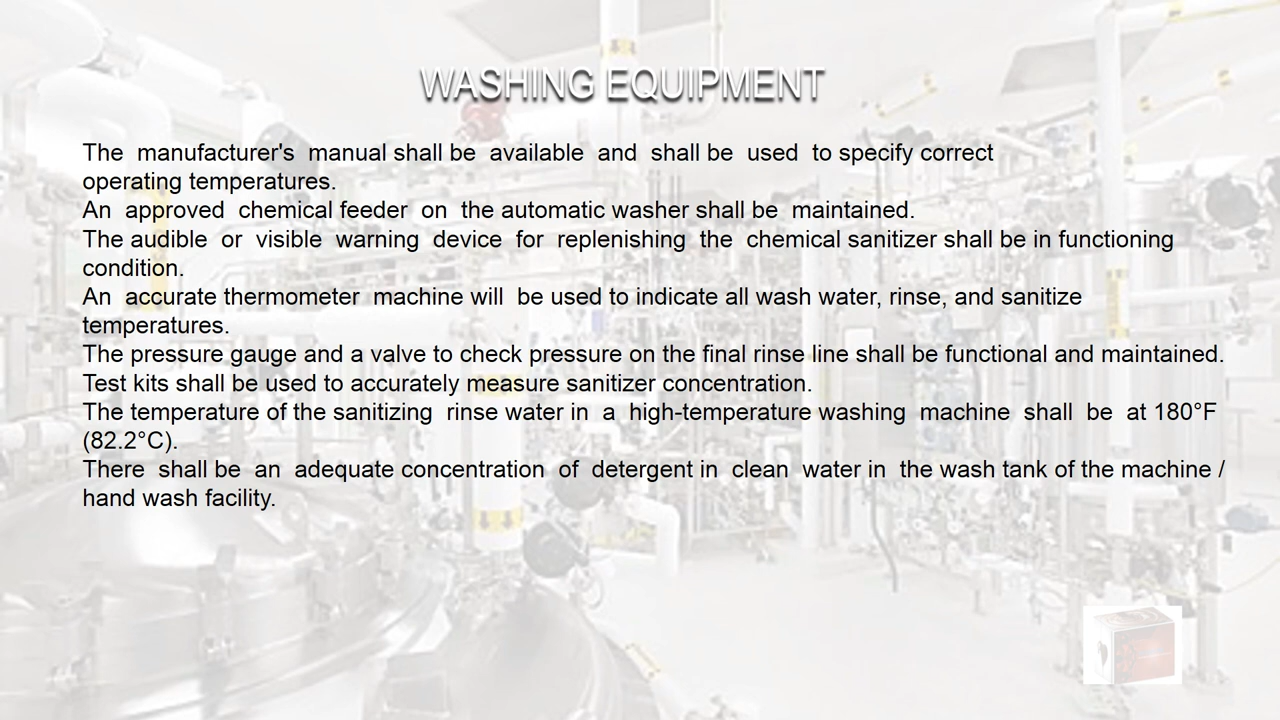 WASHING EQUIPMENT
The manufacturer's manual shall be available and shall be used to specify correct
operating temperatures.
An approved chemical feeder on the automatic washer shall be maintained.
The audible or visible warning device for replenishing the chemical sanitizer shall be in functioning
condition.
An accurate thermometer machine will be used to indicate all wash water, rinse, and sanitize
temperatures.
The pressure gauge and a valve to check pressure on the final rinse line shall be functional and maintained.
Test kits shall be used to accurately measure sanitizer concentration.
The temperature of the sanitizing rinse water in a high-temperature washing machine shall be at 180°F
(82.2°C).
There shall be an adequate concentration of detergent in clean water in the wash tank of the machine /
hand wash facility.